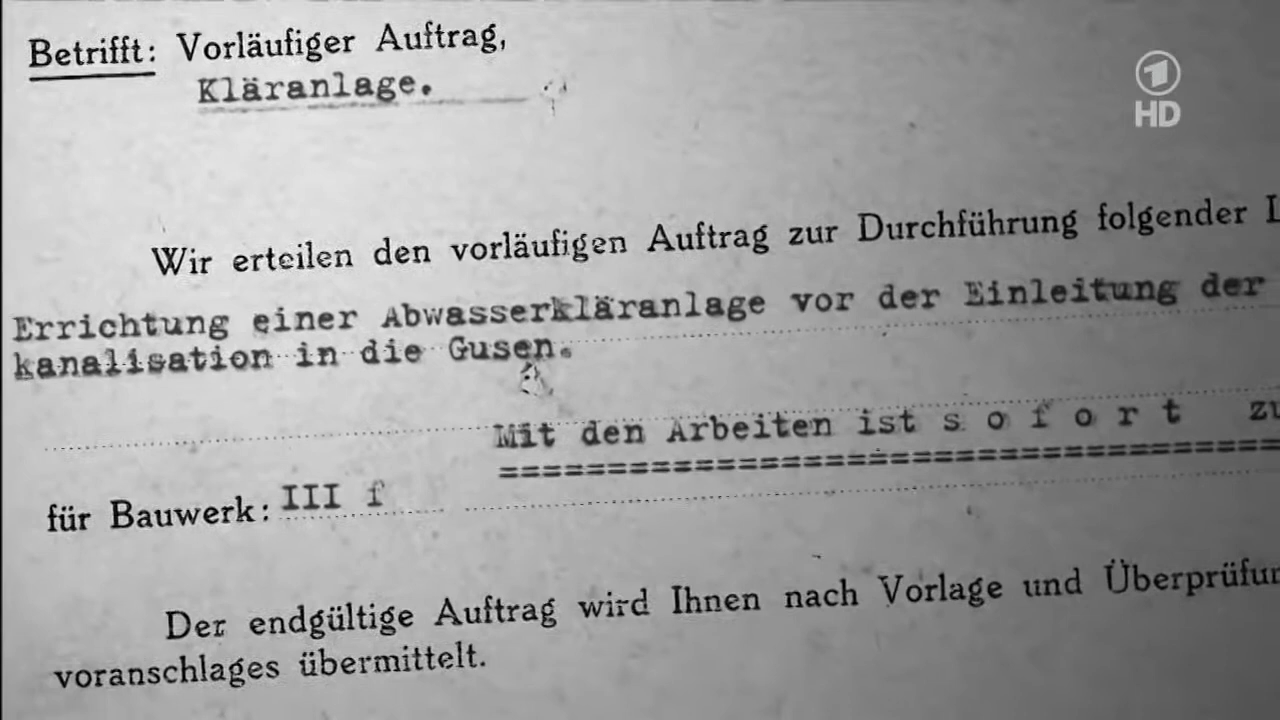 Betrifft: Vorläufiger Auftrag,
Kläranlage.
1
HD
Wir erteilen den vorläufigen Auftrag zur Durchführung folgender
Errichtung einer Abwasserkläranlage vor der Einleitung der
kanalisation in die Gusen.
Mit den Arbeiten ist s o f o r t zu
=====================================
für Bauwerk: III f
Der endgültige Auftrag wird Ihnen nach Vorlage und
voranschlages übermittelt.